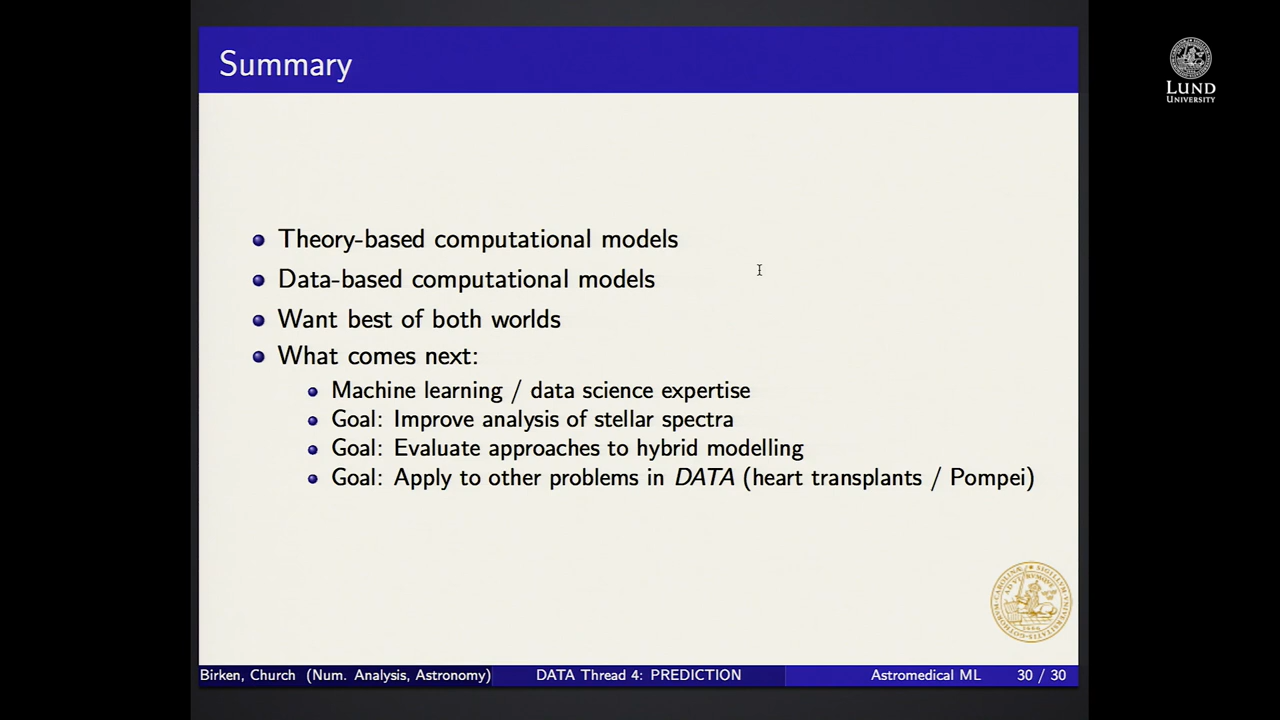 Summary
LUND
UNIVERSITY
Theory-based computational models
Data-based computational models
Want best of both worlds
What comes next:
Machine learning / data science expertise
Goal: Improve analysis of stellar spectra
Goal: Evaluate approaches to hybrid modelling
Goal: Apply to other problems in DATA (heart transplants / Pompei)
Birken, Church (Num. Analysis, Astronomy)
DATA Thread 4: PREDICTION
Astromedical ML
30 / 30